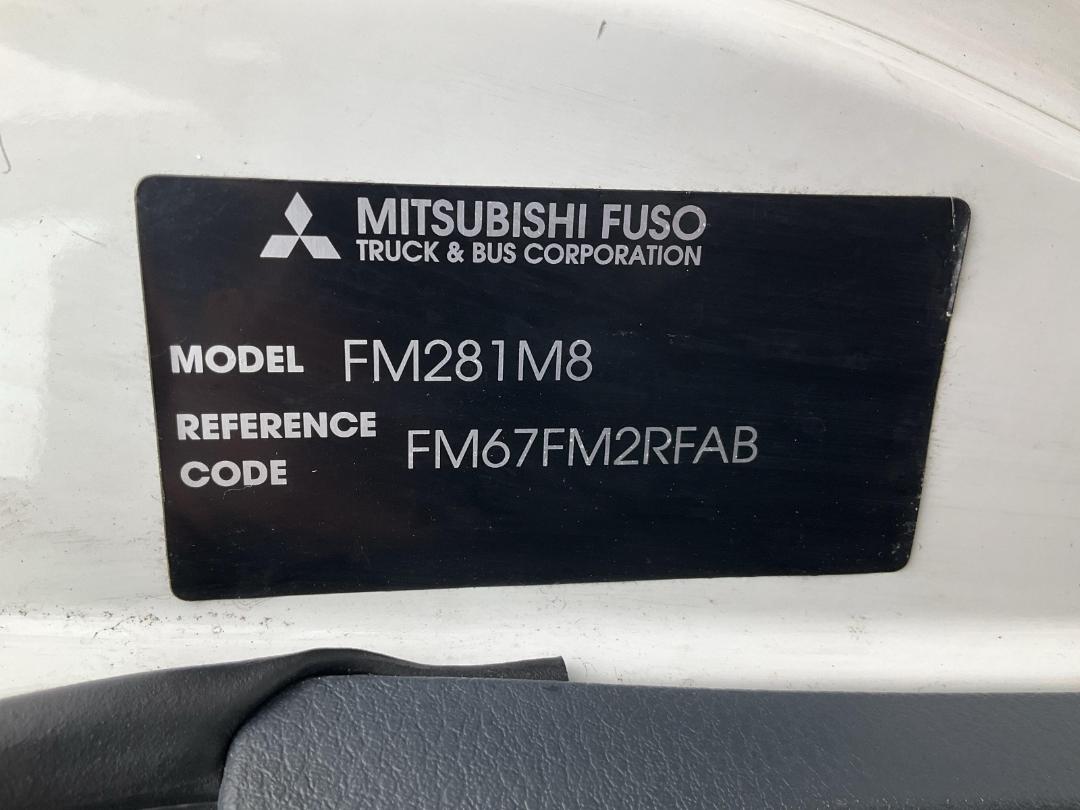 MITSUBISHI FUSO
TRUCK & BUS CORPORATION
MODEL FM281M8
REFERENCE
CODE FM67FM2RFAB